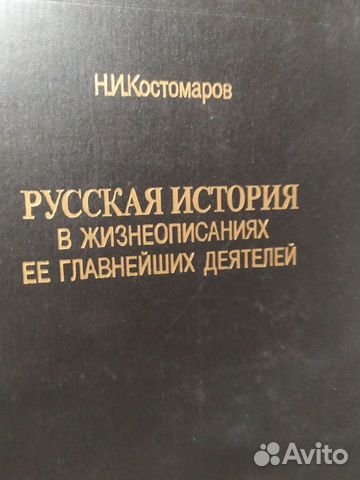 Н.И.Костомаров
РУССКАЯ ИСТОРИЯ
В ЖИЗНЕОПИСАНИЯХ
ЕЕ ГЛАВНЕЙШИХ ДЕЯТЕЛЕЙ
Avito